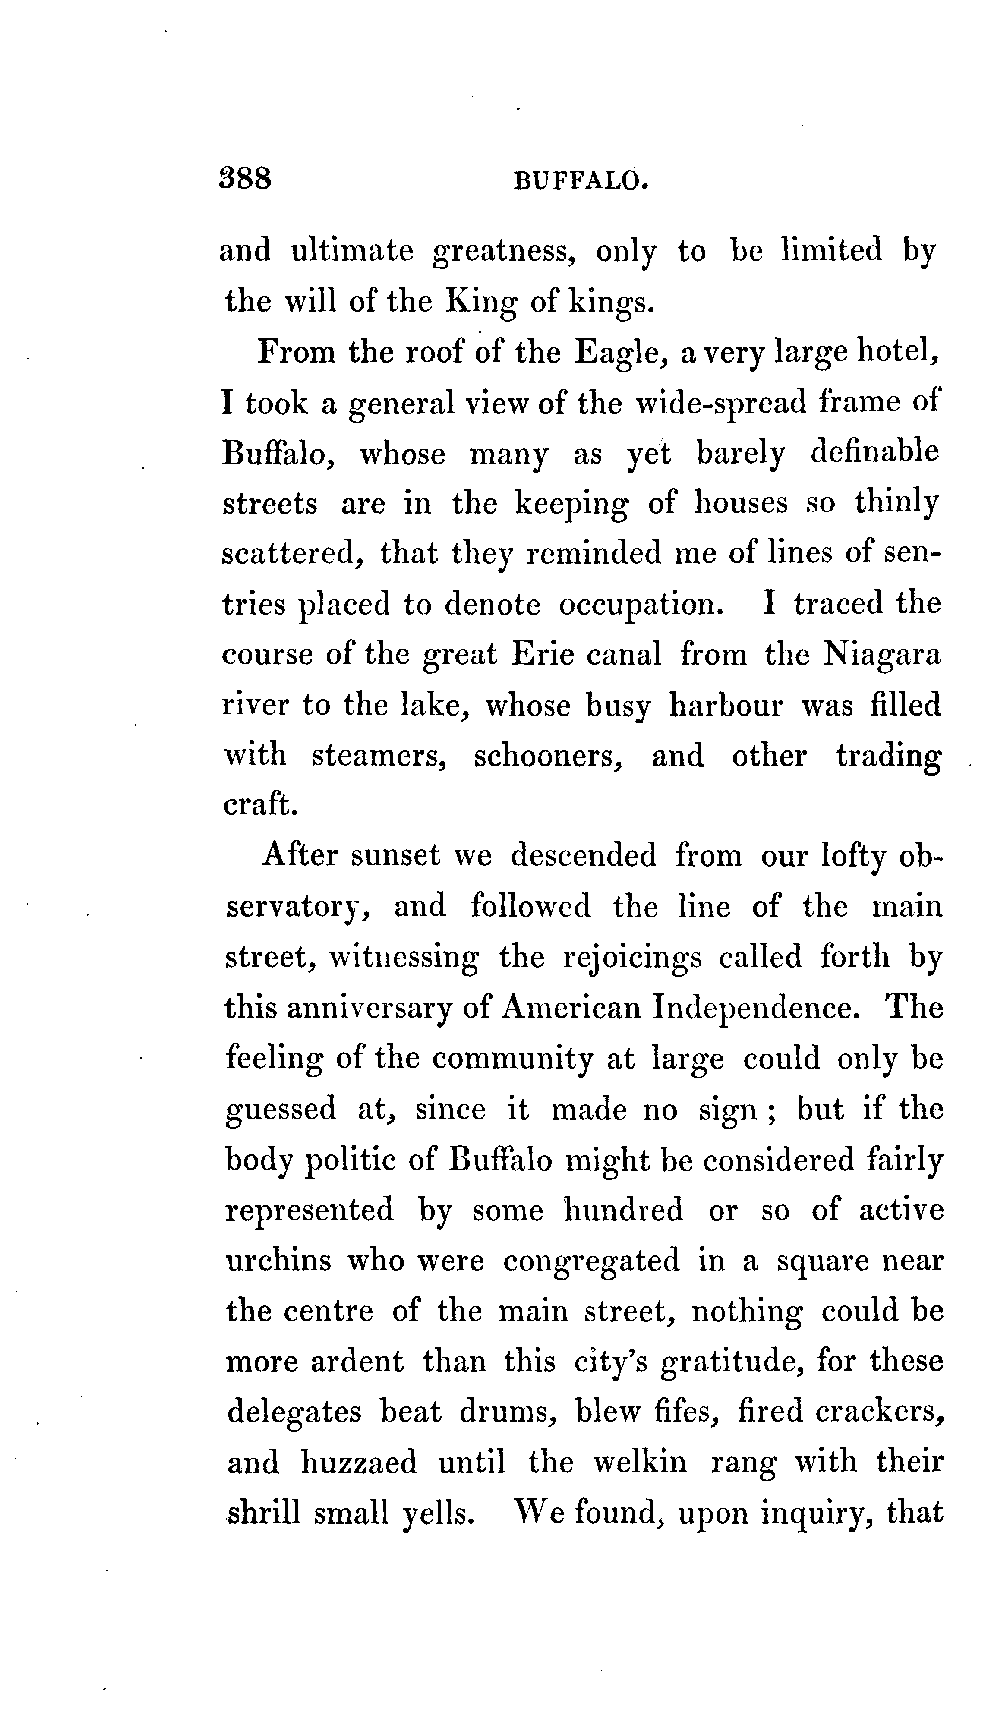 388 BUFFALO.
and ultimate greatness, only to be limited by
the will of the King of kings.
From the roof of the Eagle, a very large hotel,
I took a general view of the wide-spread frame of
Buffalo, whose many as yet barely definable
streets are in the keeping of houses so thinly
scattered, that they reminded me of lines of sen-
tries placed to denote occupation. I traced the
course of the great Erie canal from the Niagara
river to the lake, whose busy harbour was filled
with steamers, schooners, and other trading
craft.
After sunset we descended from our lofty ob-
servatory, and followed the line of the main
street, witnessing the rejoicings called forth by
this anniversary of American Independence. The
feeling of the community at large could only be
guessed at, since it made no sign ; but if the
body politic of Buffalo might be considered fairly
represented by some hundred or so of active
urchins who were congregated in a square near
the centre of the main street, nothing could be
more ardent than this city's gratitude, for these
delegates beat drums, blew fifes, fired crackers,
and huzzaed until the welkin rang with their
shrill small yells. We found, upon inquiry, that